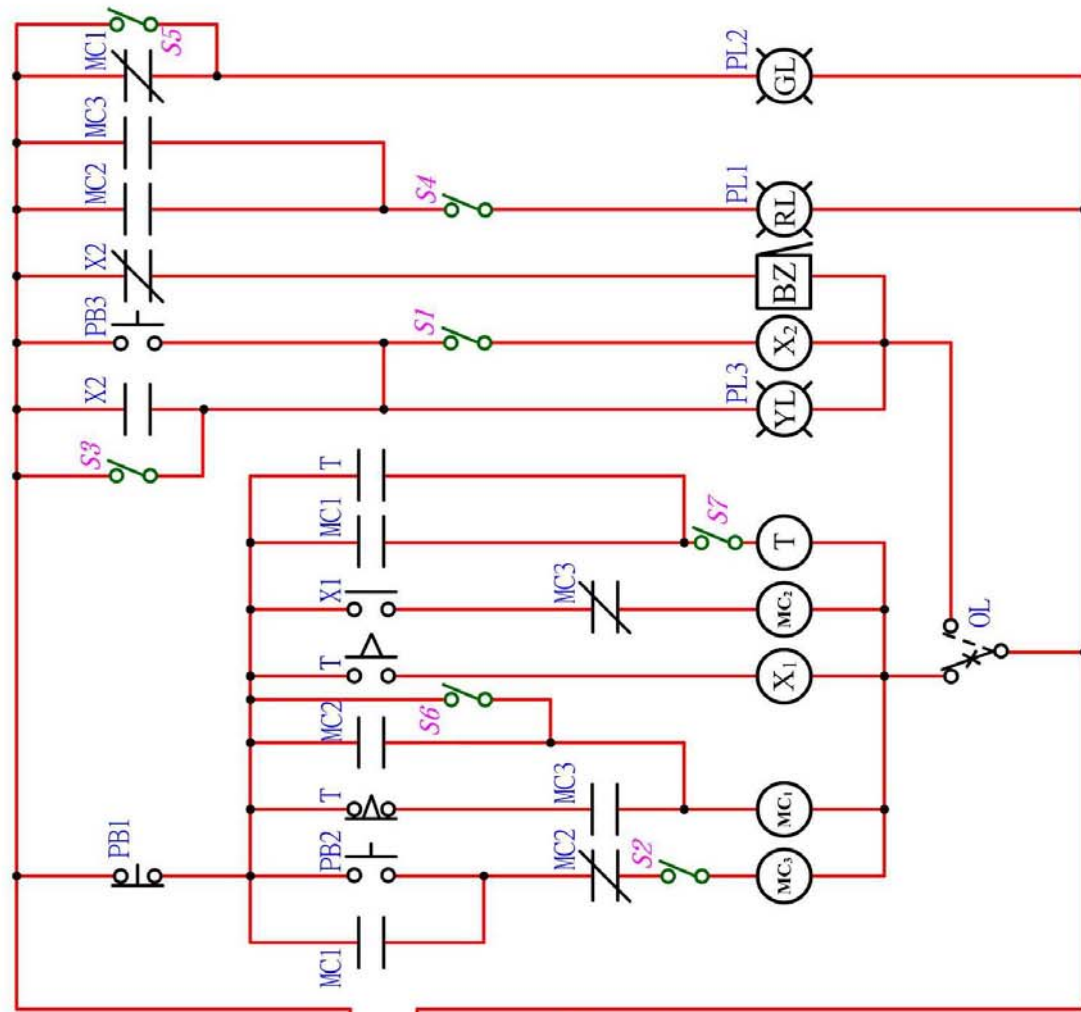 S5
MC1
PL2
GL
MC3
MC2
S4
PL1
RL
X2
BZ
PB3
S1
X2
X2
PL3
YL
S3
T
MC1
S7
T
X1
MC3
MC2
OL
T
X1
S6
MC2
T
MC3
MC1
PB1
PB2
MC2
S2
MC3
MC1